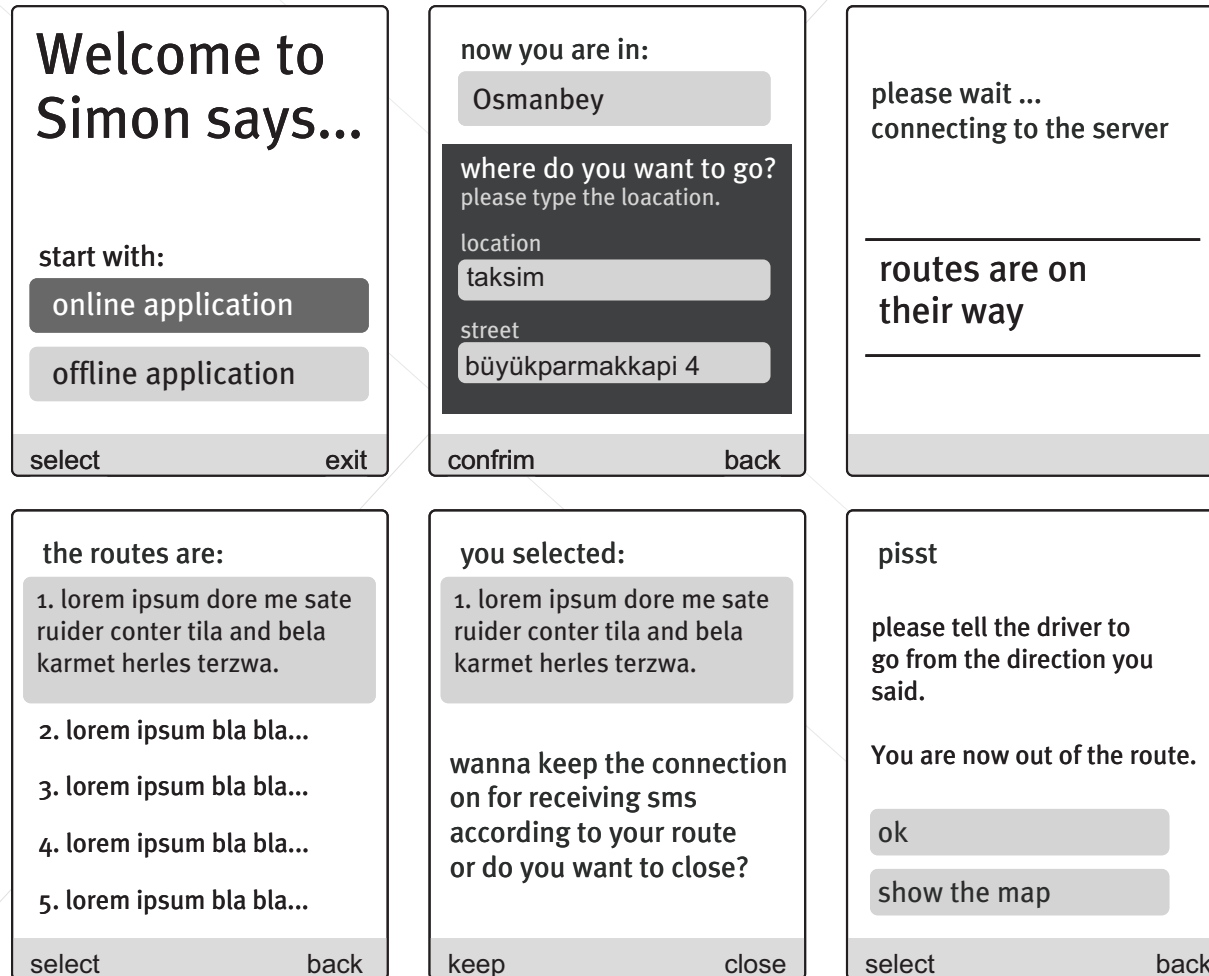 Welcome to
Simon says...
start with:
online application
offline application
select exit
now you are in:
Osmanbey
where do you want to go?
please type the loacation.
location
taksim
street
büyükparmakkapi 4
confrim back
please wait ...
connecting to the server
routes are on
their way
the routes are:
1. lorem ipsum dore me sate
ruider conter tila and bela
karmet herles terzwa.
2. lorem ipsum bla bla...
3. lorem ipsum bla bla...
4. lorem ipsum bla bla...
5. lorem ipsum bla bla...
select back
you selected:
1. lorem ipsum dore me sate
ruider conter tila and bela
karmet herles terzwa.
wanna keep the connection
on for receiving sms
according to your route
or do you want to close?
keep close
pisst
please tell the driver to
go from the direction you
said.
You are now out of the route.
ok
show the map
select back